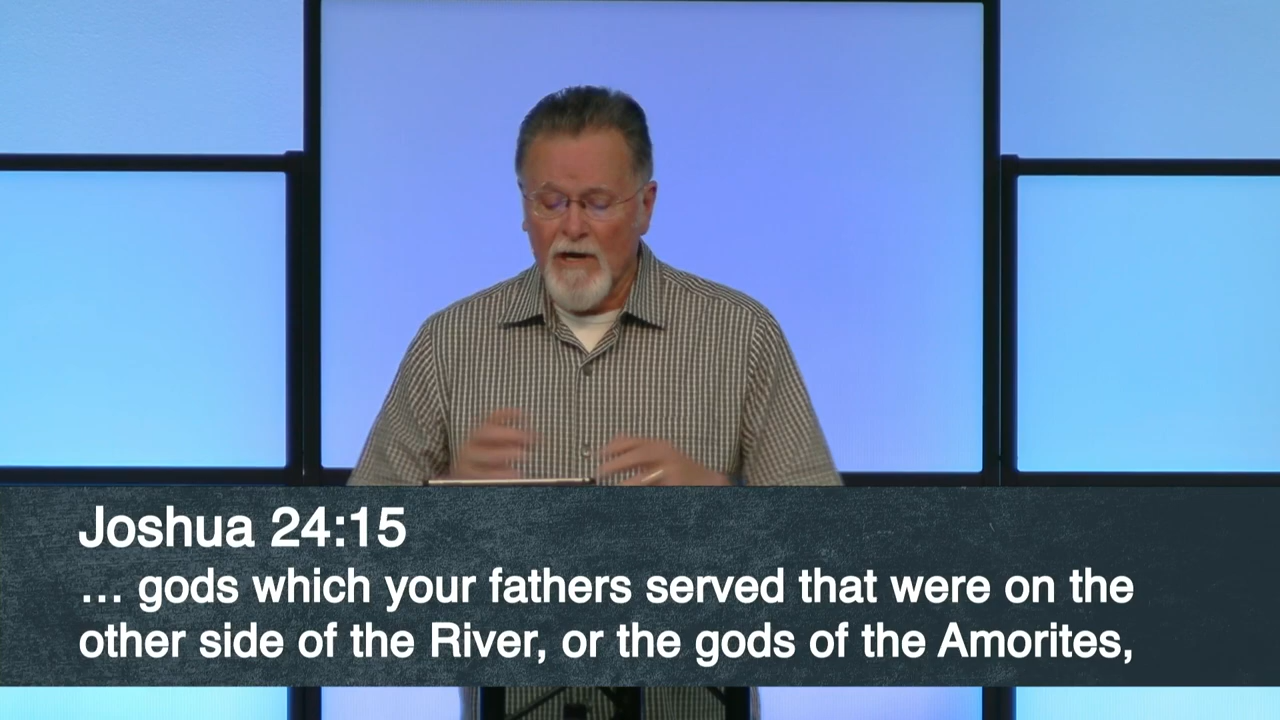 Joshua 24:15
… gods which your fathers served that were on the
other side of the River, or the gods of the Amorites,